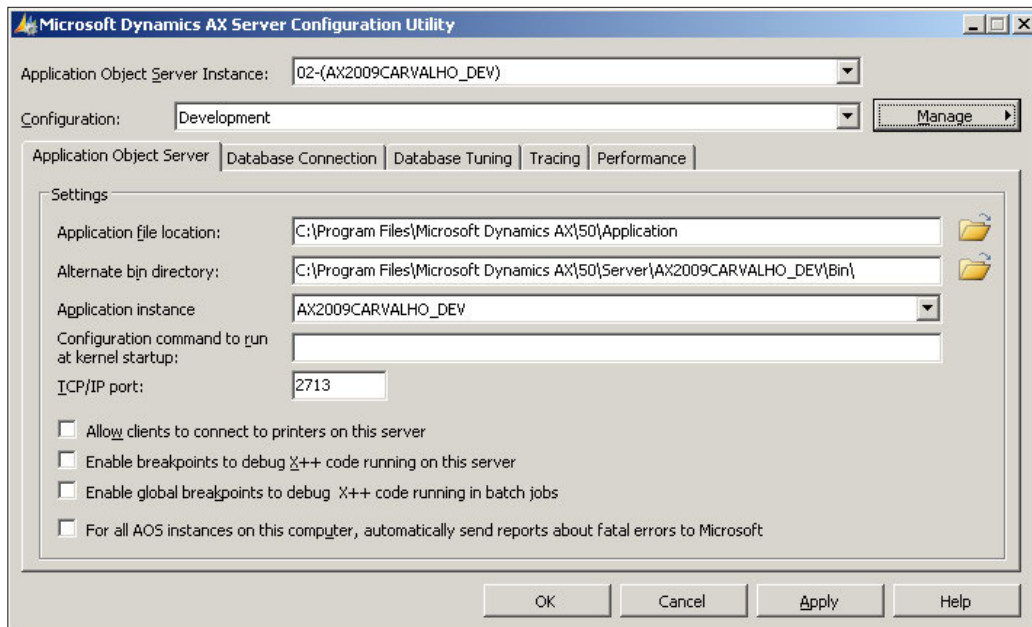 Microsoft Dynamics AX Server Configuration Utility
Application Object Server Instance: 02-(AX2009CARVALHO_DEV)
Configuration: Development Manage
Application Object Server Database Connection Database Tuning Tracing Performance
Settings
Application file location: C:\Program Files\Microsoft Dynamics AX\50\Application
Alternate bin directory: C:\Program Files\Microsoft Dynamics AX\50\Server\AX2009CARVALHO_DEV\Bin\
Application instance AX2009CARVALHO_DEV
Configuration command to run
at kernel startup:
TCP/IP port: 2713
Allow clients to connect to printers on this server
Enable breakpoints to debug X++ code running on this server
Enable global breakpoints to debug X++ code running in batch jobs
For all AOS instances on this computer, automatically send reports about fatal errors to Microsoft
OK Cancel Apply Help